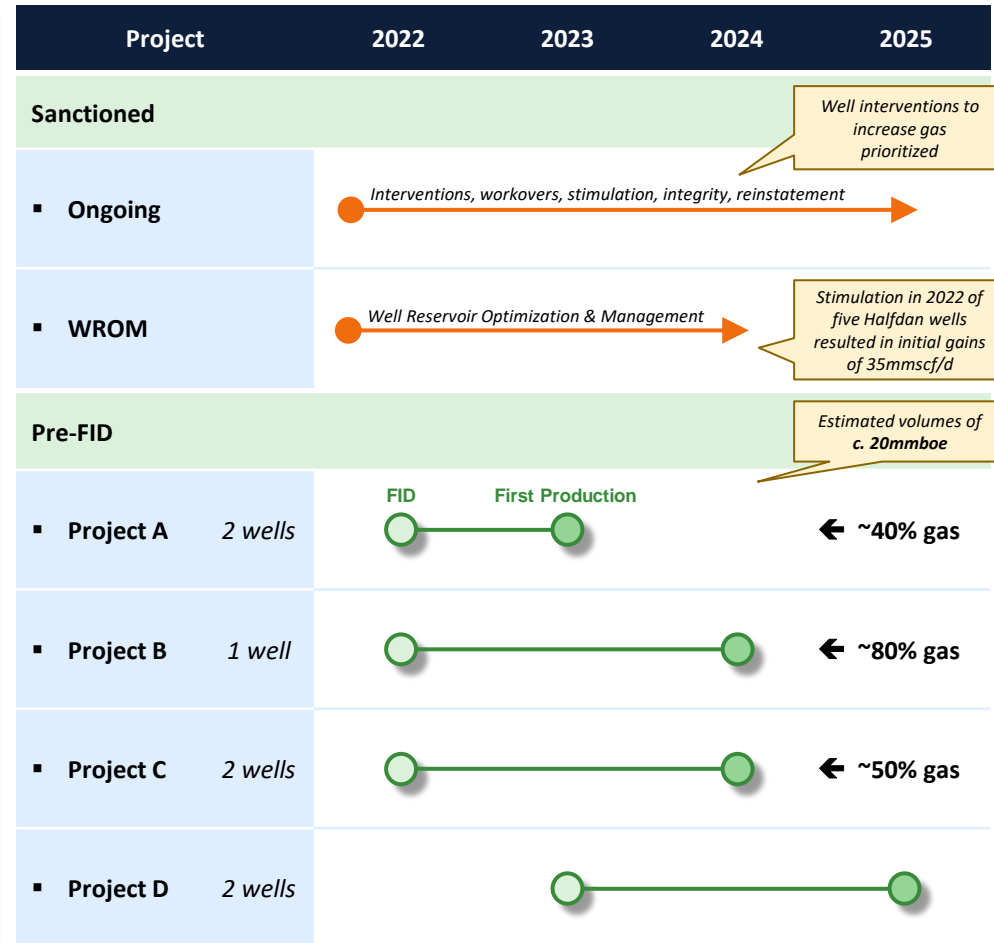 Project 2022 2023 2024 2025
Sanctioned
Well interventions to
increase gas
prioritized
▪ Ongoing
Interventions, workovers, stimulation, integrity, reinstatement
▪ WROM
Well Reservoir Optimization & Management
Stimulation in 2022 of
five Halfdan wells
resulted in initial gains
of 35mmscf/d
Pre-FID
Estimated volumes of
c. 20mmboe
FID First Production
▪ Project A 2 wells 🡰 ~40% gas
▪ Project B 1 well 🡰 ~80% gas
▪ Project C 2 wells 🡰 ~50% gas
▪ Project D 2 wells